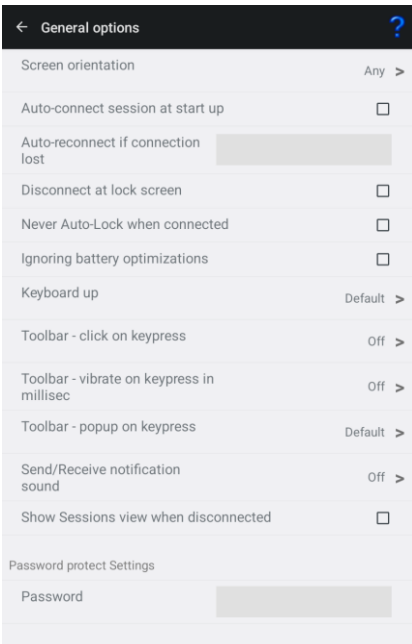 ← General options ?
Screen orientation
Any >
Auto-connect session at start up
Auto-reconnect if connection
lost
Disconnect at lock screen
Never Auto-Lock when connected
Ignoring battery optimizations
Keyboard up
Default >
Toolbar - click on keypress
Off >
Toolbar - vibrate on keypress in
millisec
Off >
Toolbar - popup on keypress
Default >
Send/Receive notification
sound
Off >
Show Sessions view when disconnected
Password protect Settings
Password